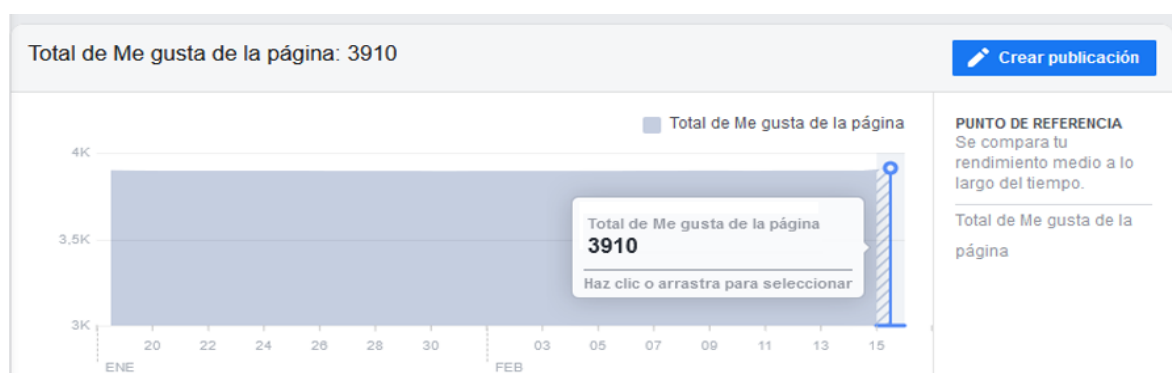 Total de Me gusta de la página: 3910
Crear publicación
Total de Me gusta de la página
PUNTO DE REFERENCIA
Se compara tu
rendimiento medio a lo
largo del tiempo.
Total de Me gusta de la
página
4K
3,5K
3K
Total de Me gusta de la página
3910
Haz clic o arrastra para seleccionar
20 22 24 26 28 30 03 05 07 09 11 13 15
ENE FEB